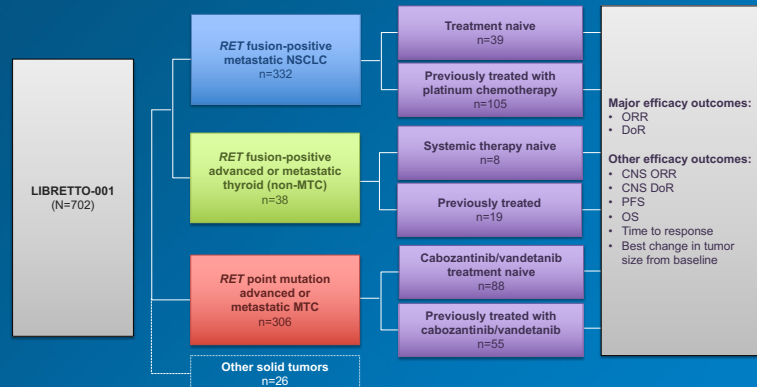 LIBRETTO-001
(N=702)
RET fusion-positive
metastatic NSCLC
n=332
RET fusion-positive
advanced or metastatic
thyroid (non-MTC)
n=38
RET point mutation
advanced or
metastatic MTC
n=306
Other solid tumors
n=26
Treatment naive
n=39
Previously treated with
platinum chemotherapy
n=105
Systemic therapy naive
n=8
Previously treated
n=19
Cabozantinib/vandetanib
treatment naive
n=88
Previously treated with
cabozantinib/vandetanib
n=55
Major efficacy outcomes:
• ORR
• DoR
Other efficacy outcomes:
• CNS ORR
• CNS DoR
• PFS
• OS
• Time to response
• Best change in tumor
size from baseline